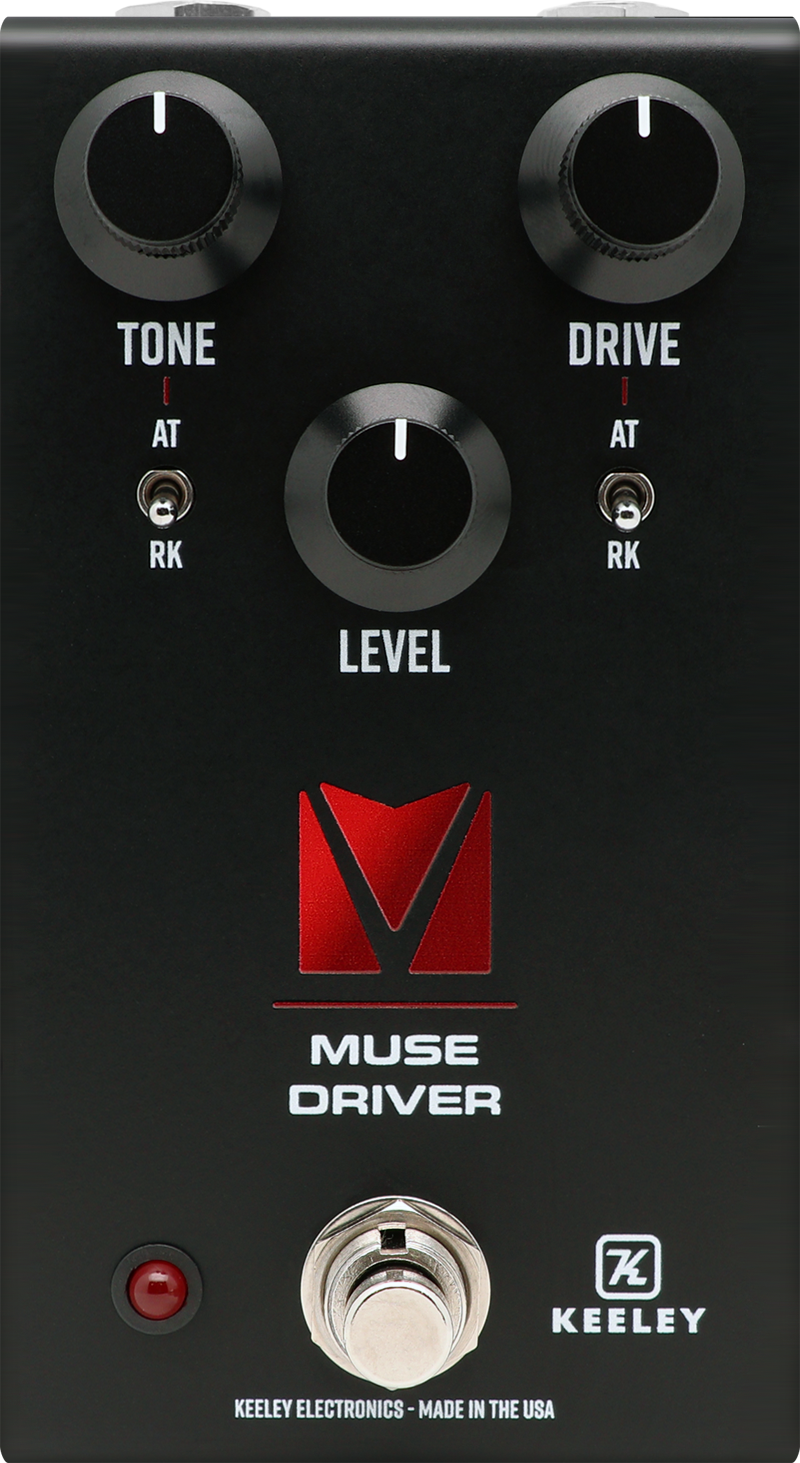 TONE
DRIVE
AT
AT
RK
RK
LEVEL
MUSE
DRIVER
KEELEY
KEELEY ELECTRONICS - MADE IN THE USA